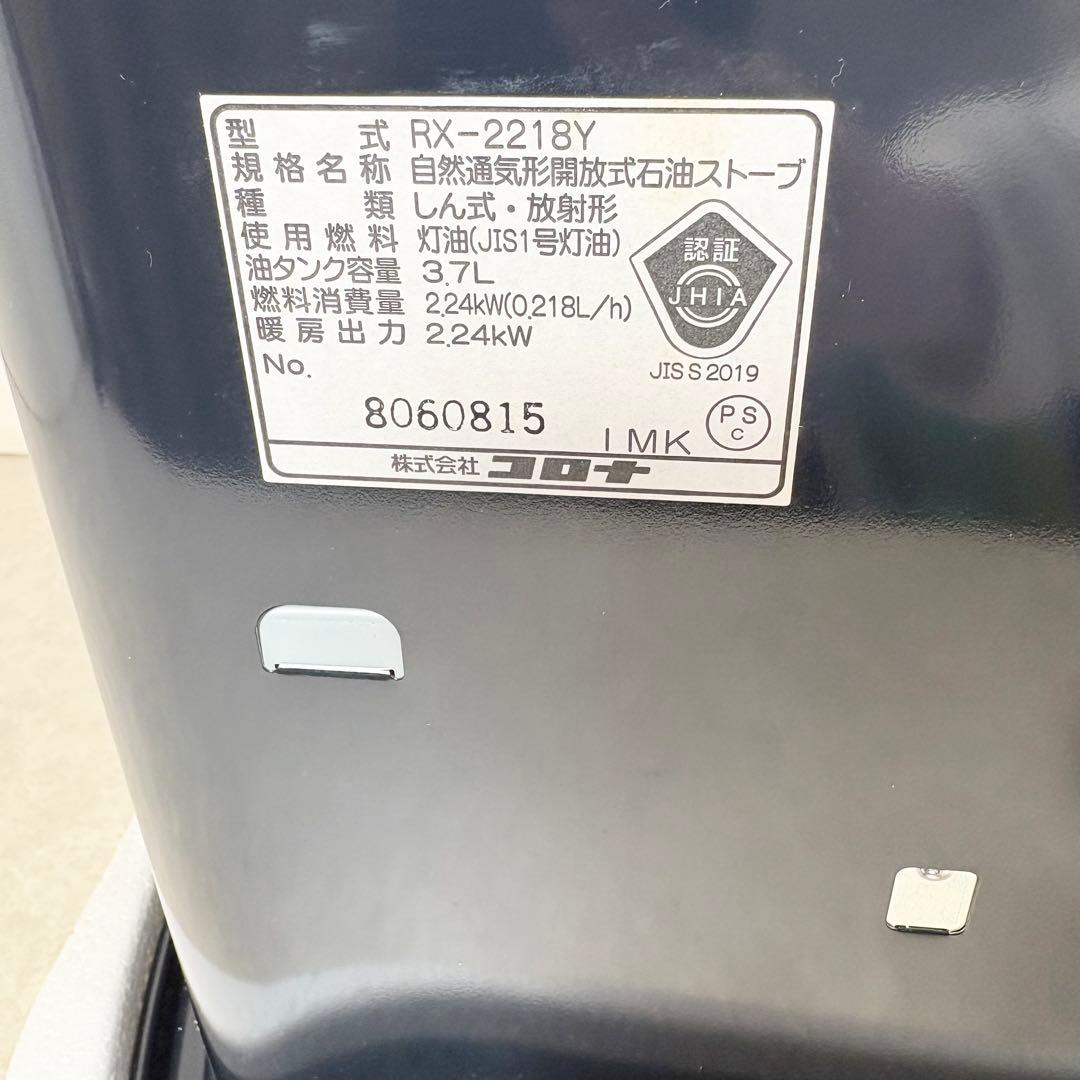 型式 RX-2218Y
規格名称 自然通気形開放式石油ストーブ
種類 しん式・放射形
使用燃料 灯油(JIS1号灯油)
油タンク容量 3.7L
燃料消費量 2.24kW(0.218L/h)
暖房出力 2.24kW
認証
JHIA
JIS S 2019
No.
8060815
1MK
PS
C
株式会社 コロナ